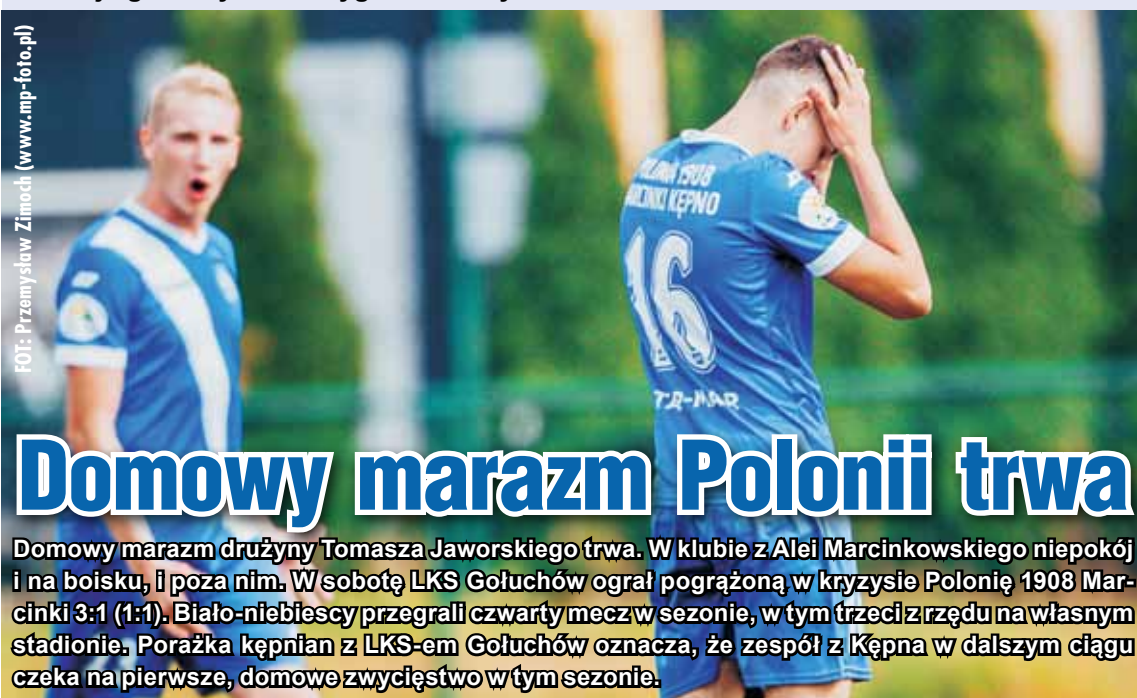 FOT: Przemysław Zimoch (www.mp-foto.pl)
1908
KĘPNO
16
Domowy marazm Polonii trwa
Domowy marazm drużyny Tomasza Jaworskiego trwa. W klubie z Alei Marcinkowskiego niepokój
i na boisku, i poza nim. W sobotę LKS Gołuchów ograł pogrążoną w kryzysie Polonię 1908 Mar-
cinki 3:1 (1:1). Biało-niebiescy przegrali czwarty mecz w sezonie, w tym trzeci z rzędu na własnym
stadionie. Porażka kępnian z LKS-em Gołuchów oznacza, że zespół z Kępna w dalszym ciągu
czeka na pierwsze, domowe zwycięstwo w tym sezonie.